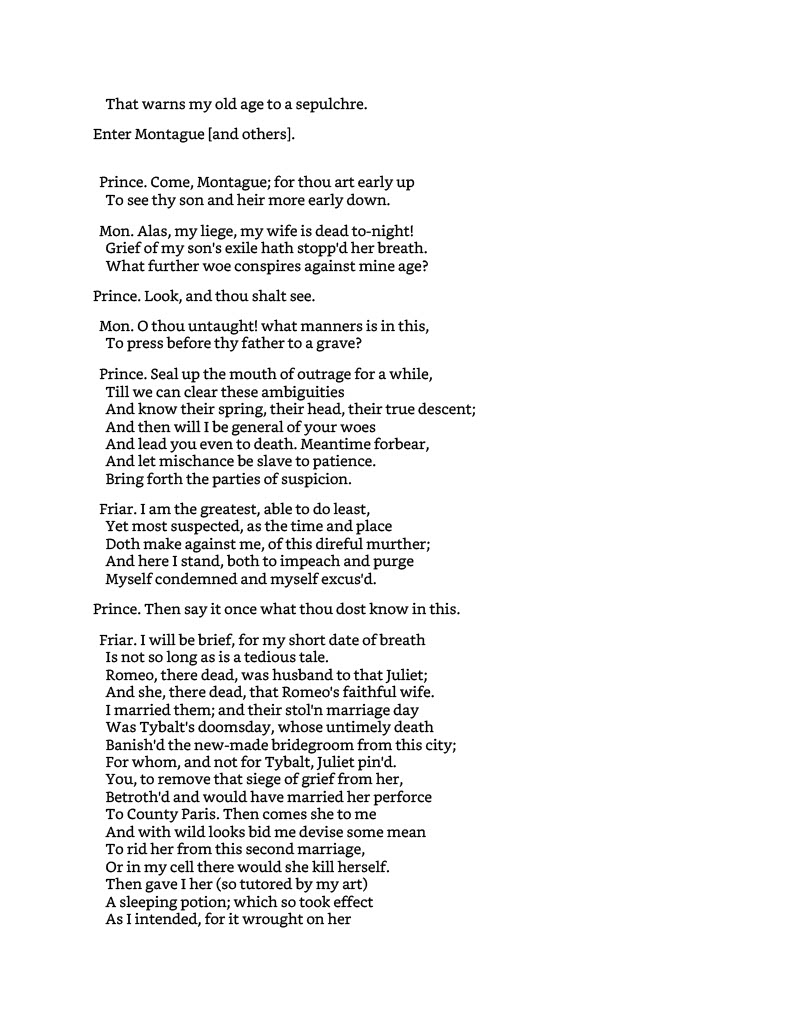 That warns my old age to a sepulchre.
Enter Montague [and others].
Prince. Come, Montague; for thou art early up
To see thy son and heir more early down.
Mon. Alas, my liege, my wife is dead to-night!
Grief of my son's exile hath stopp'd her breath.
What further woe conspires against mine age?
Prince. Look, and thou shalt see.
Mon. O thou untaught! what manners is in this,
To press before thy father to a grave?
Prince. Seal up the mouth of outrage for a while,
Till we can clear these ambiguities
And know their spring, their head, their true descent;
And then will I be general of your woes
And lead you even to death. Meantime forbear,
And let mischance be slave to patience.
Bring forth the parties of suspicion.
Friar. I am the greatest, able to do least,
Yet most suspected, as the time and place
Doth make against me, of this direful murther;
And here I stand, both to impeach and purge
Myself condemned and myself excus'd.
Prince. Then say it once what thou dost know in this.
Friar. I will be brief, for my short date of breath
Is not so long as is a tedious tale.
Romeo, there dead, was husband to that Juliet;
And she, there dead, that Romeo's faithful wife.
I married them; and their stol'n marriage day
Was Tybalt's doomsday, whose untimely death
Banish'd the new-made bridegroom from this city;
For whom, and not for Tybalt, Juliet pin'd.
You, to remove that siege of grief from her,
Betroth'd and would have married her perforce
To County Paris. Then comes she to me
And with wild looks bid me devise some mean
To rid her from this second marriage,
Or in my cell there would she kill herself.
Then gave I her (so tutored by my art)
A sleeping potion; which so took effect
As I intended, for it wrought on her